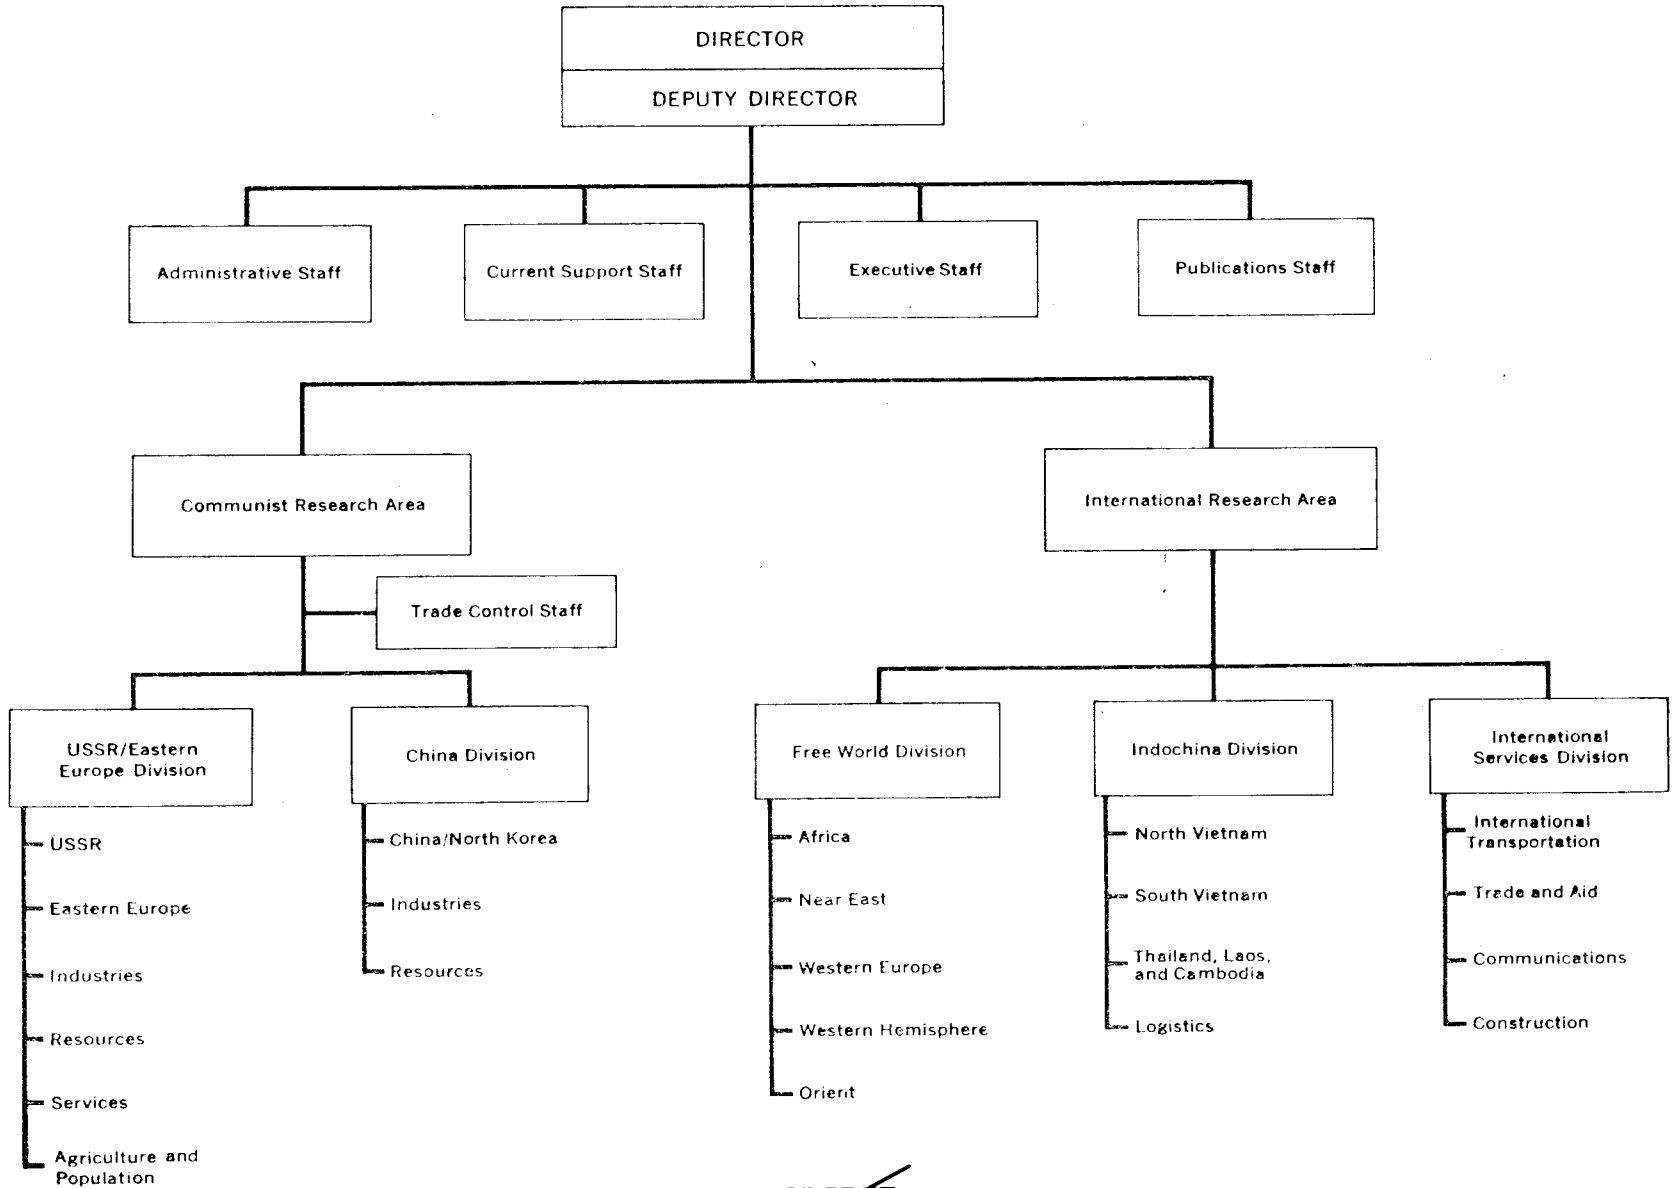 DIRECTOR
DEPUTY DIRECTOR
Administrative Staff
Current Support Staff
Executive Staff
Publications Staff
Communist Research Area
International Research Area
Trade Control Staff
USSR/Eastern
Europe Division
China Division
Free World Division
Indochina Division
International
Services Division
USSR
Eastern Europe
Industries
Resources
Services
Agriculture and
Population
China/North Korea
Industries
Resources
Africa
Near East
Western Europe
Western Hemisphere
Orient
North Vietnam
South Vietnam
Thailand, Laos,
and Cambodia
Logistics
International
Transportation
Trade and Aid
Communications
Construction